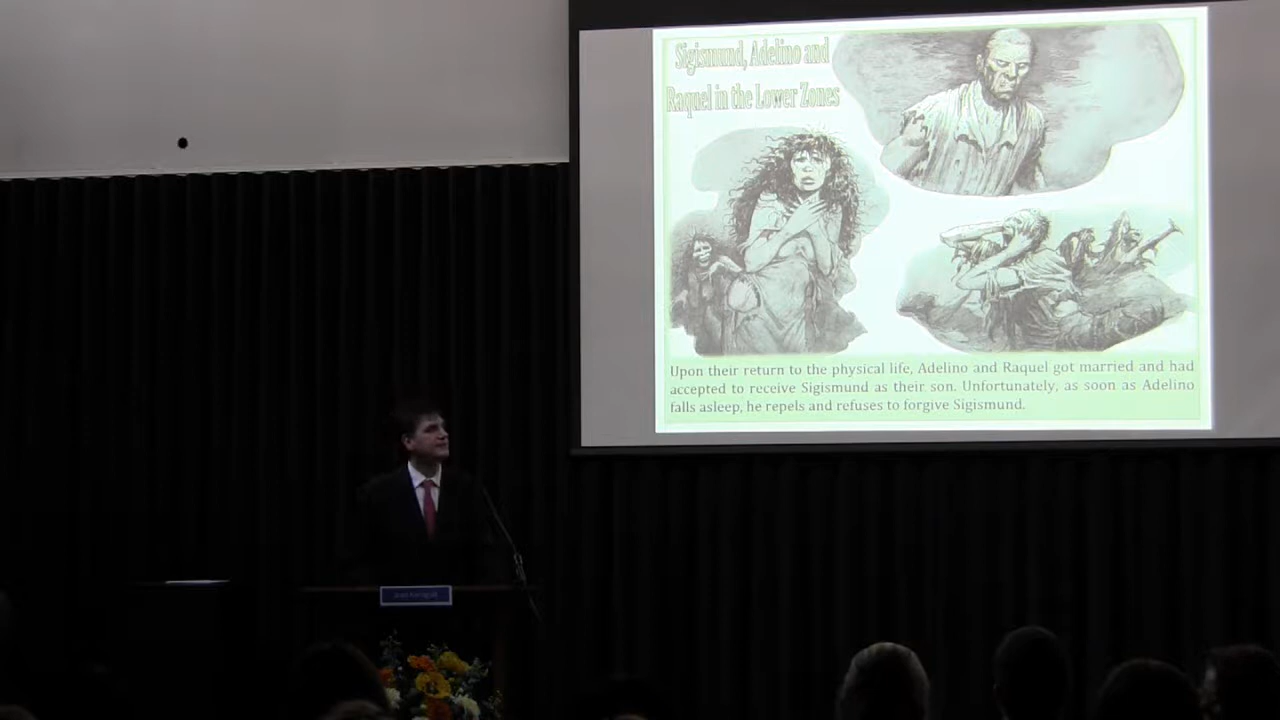 Sigismund, Adelino and
Raquel in the Lower Zones
Upon their return to the physical life, Adelino and Raquel got married and had
accepted to receive Sigismund as their son. Unfortunately, as soon as Adelino
falls asleep, he repels and refuses to forgive Sigismund.